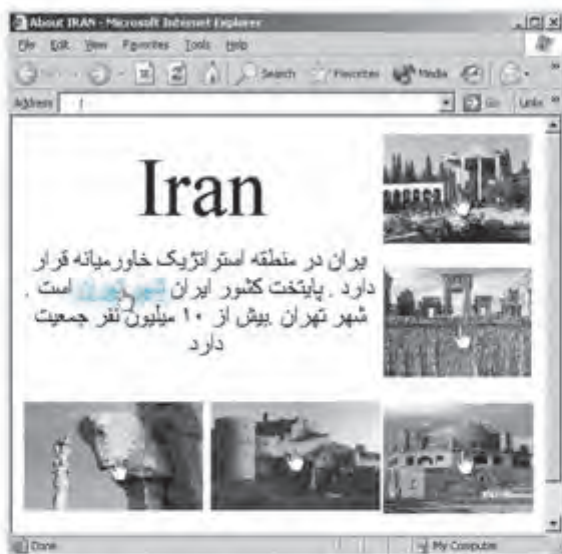 About IRAN - Microsoft Internet Explorer
File Edit View Favorites Tools Help
Search Favorites Media
Address Go Links
Iran
یران در منطقه استراتژیک خاورمیانه قرار
دارد . پایتخت کشور ایران شهر تهران است .
شهر تهران بیش از ۱۰ میلیون نفر جمعیت
دارد
Done My Computer